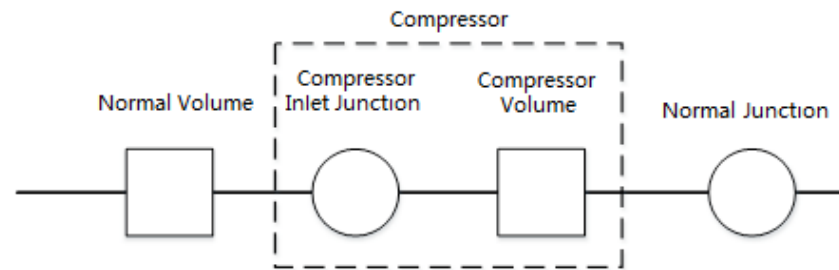 Compressor
Normal Volume
Compressor
Inlet Junction
Compressor
Volume
Normal Junction